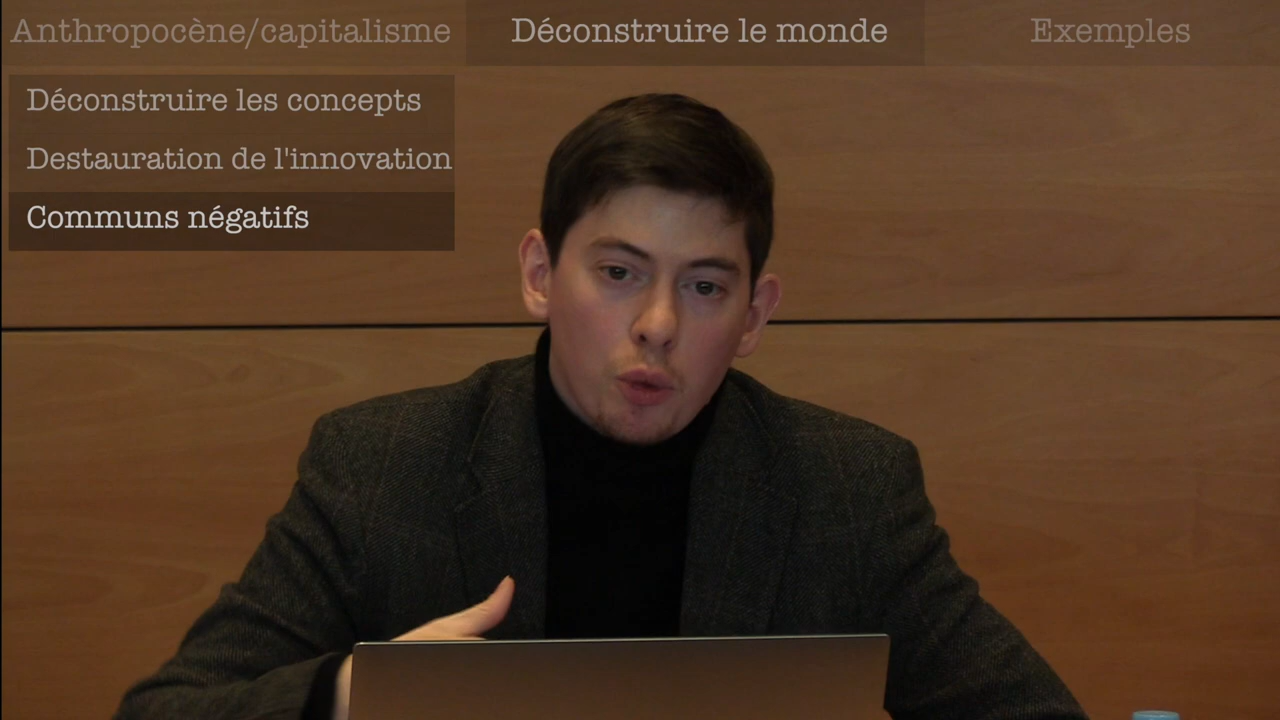 Anthropocène/capitalisme
Déconstruire le monde
Exemples
Déconstruire les concepts
Destauration de l'innovation
Communs négatifs